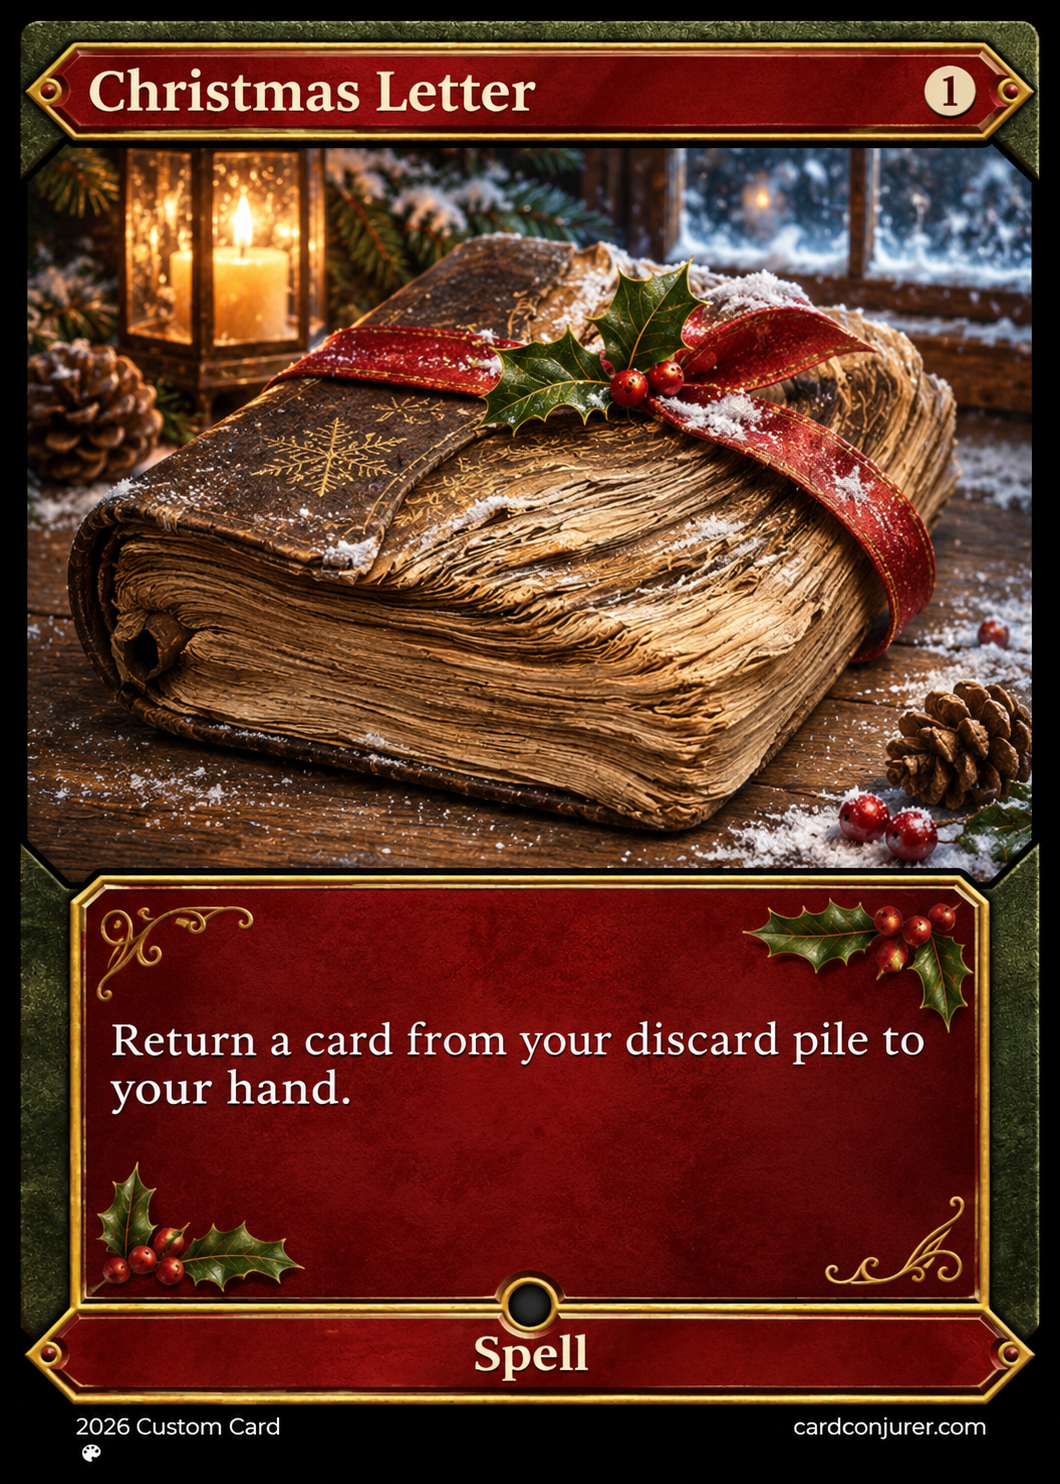 Christmas Letter
1
Return a card from your discard pile to
your hand.
Spell
2026 Custom Card
cardconjurer.com